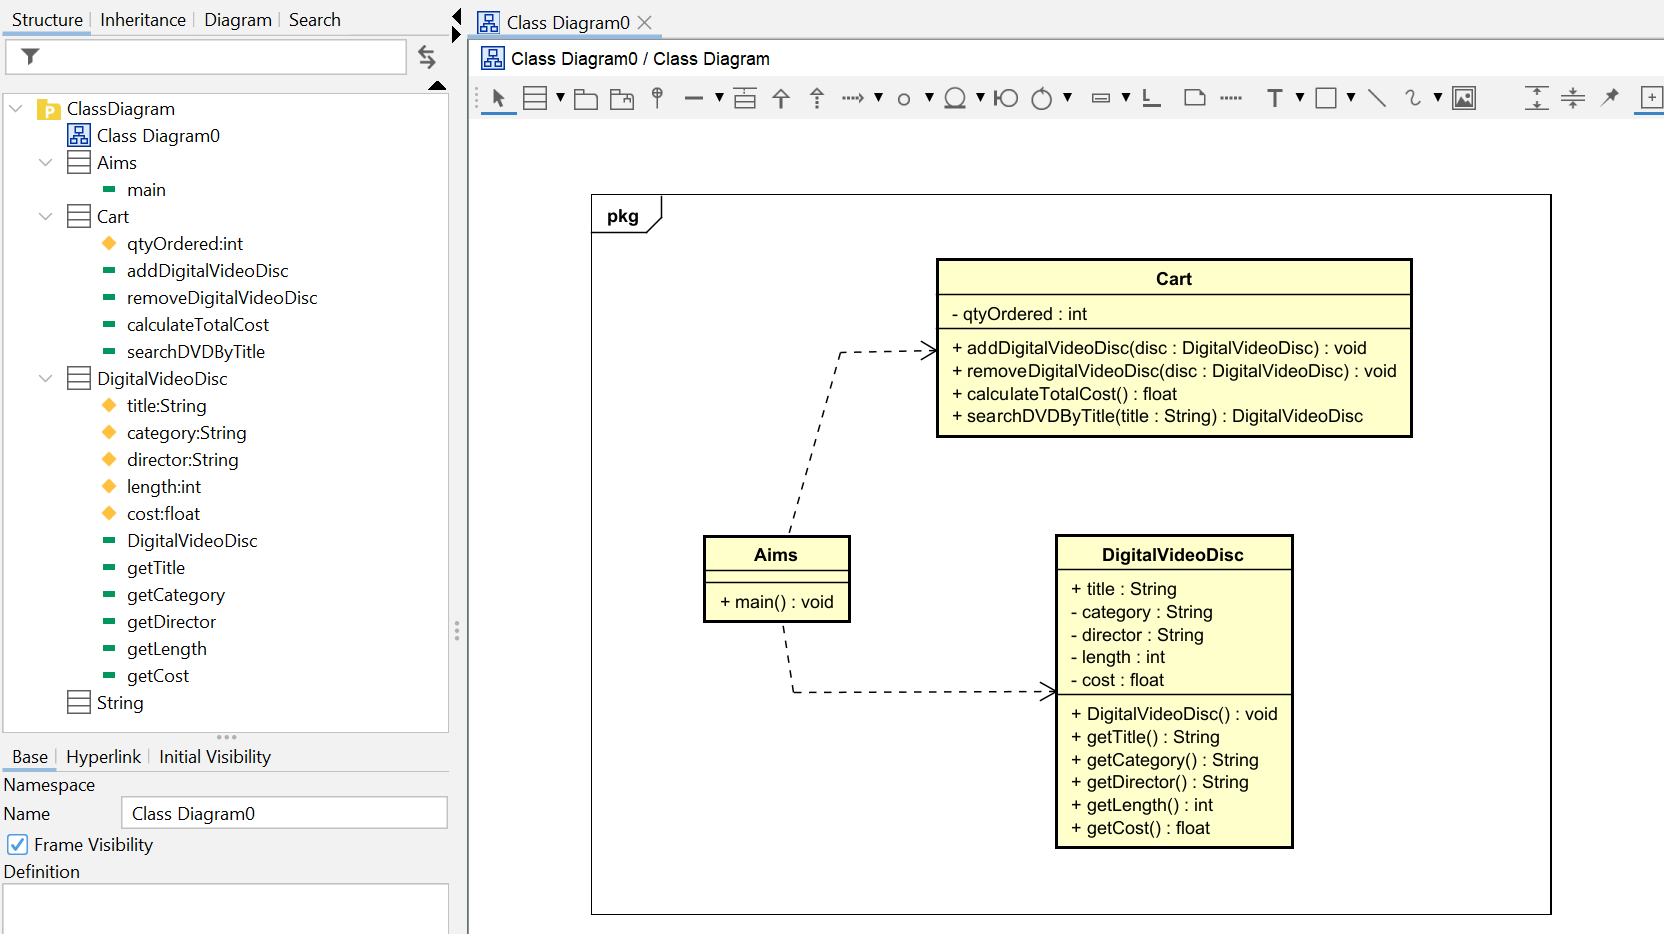 Structure Inheritance Diagram Search
ClassDiagram
Class Diagram0
Aims
main
Cart
qtyOrdered:int
addDigitalVideoDisc
removeDigitalVideoDisc
calculateTotalCost
searchDVDByTitle
DigitalVideoDisc
title:String
category:String
director:String
length:int
cost:float
DigitalVideoDisc
getTitle
getCategory
getDirector
getLength
getCost
String
Base Hyperlink Initial Visibility
Namespace
Name Class Diagram0
Frame Visibility
Definition
Class Diagram0
Class Diagram0 / Class Diagram
T
pkg
Cart
- qtyOrdered : int
+ addDigitalVideoDisc(disc : DigitalVideoDisc) : void
+ removeDigitalVideoDisc(disc : DigitalVideoDisc) : void
+ calculateTotalCost() : float
+ searchDVDByTitle(title : String) : DigitalVideoDisc
Aims
+ main() : void
DigitalVideoDisc
+ title : String
- category : String
- director : String
- length : int
- cost : float
+ DigitalVideoDisc() : void
+ getTitle() : String
+ getCategory() : String
+ getDirector() : String
+ getLength() : int
+ getCost() : float